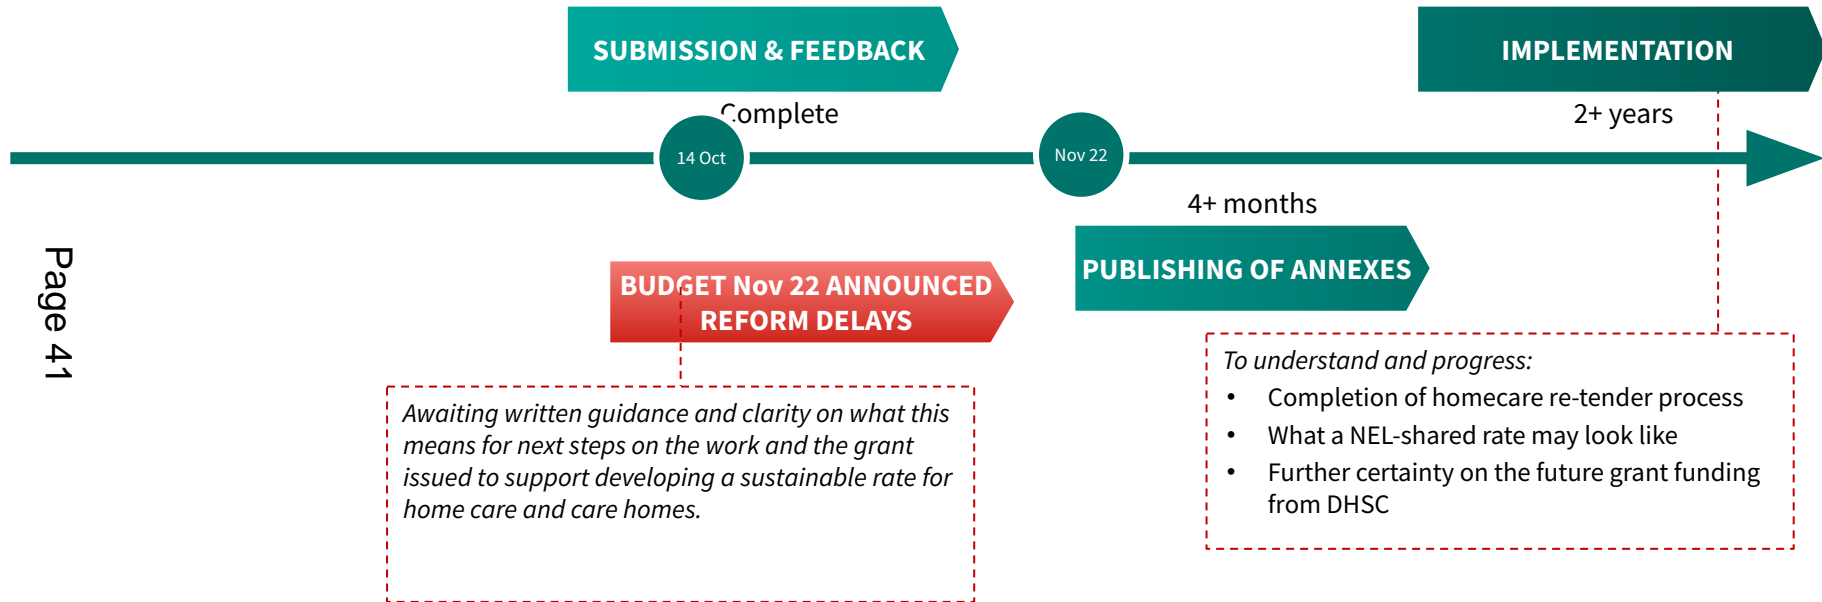 SUBMISSION & FEEDBACK
IMPLEMENTATION
Complete
2+ years
14 Oct
Nov 22
4+ months
PUBLISHING OF ANNEXES
BUDGET Nov 22 ANNOUNCED
REFORM DELAYS
Page 41
Awaiting written guidance and clarity on what this
means for next steps on the work and the grant
issued to support developing a sustainable rate for
home care and care homes.
To understand and progress:
• Completion of homecare re-tender process
• What a NEL-shared rate may look like
• Further certainty on the future grant funding
from DHSC